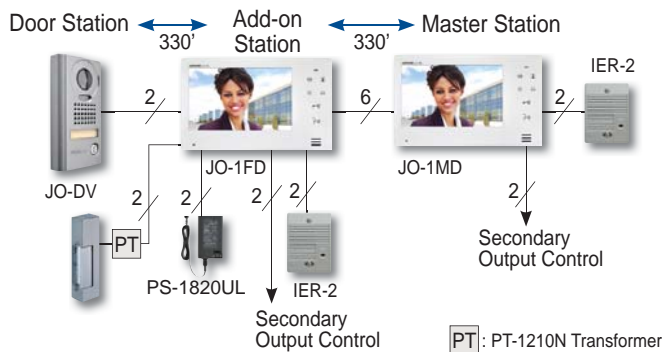 Door Station
Add-on
Station
Master Station
330’
330’
IER-2
2
6
2
JO-DV
JO-1FD
JO-1MD
2
2
2
2
2
PT
PS-1820UL
IER-2
Secondary
Output Control
Secondary
Output Control
PT : PT-1210N Transformer